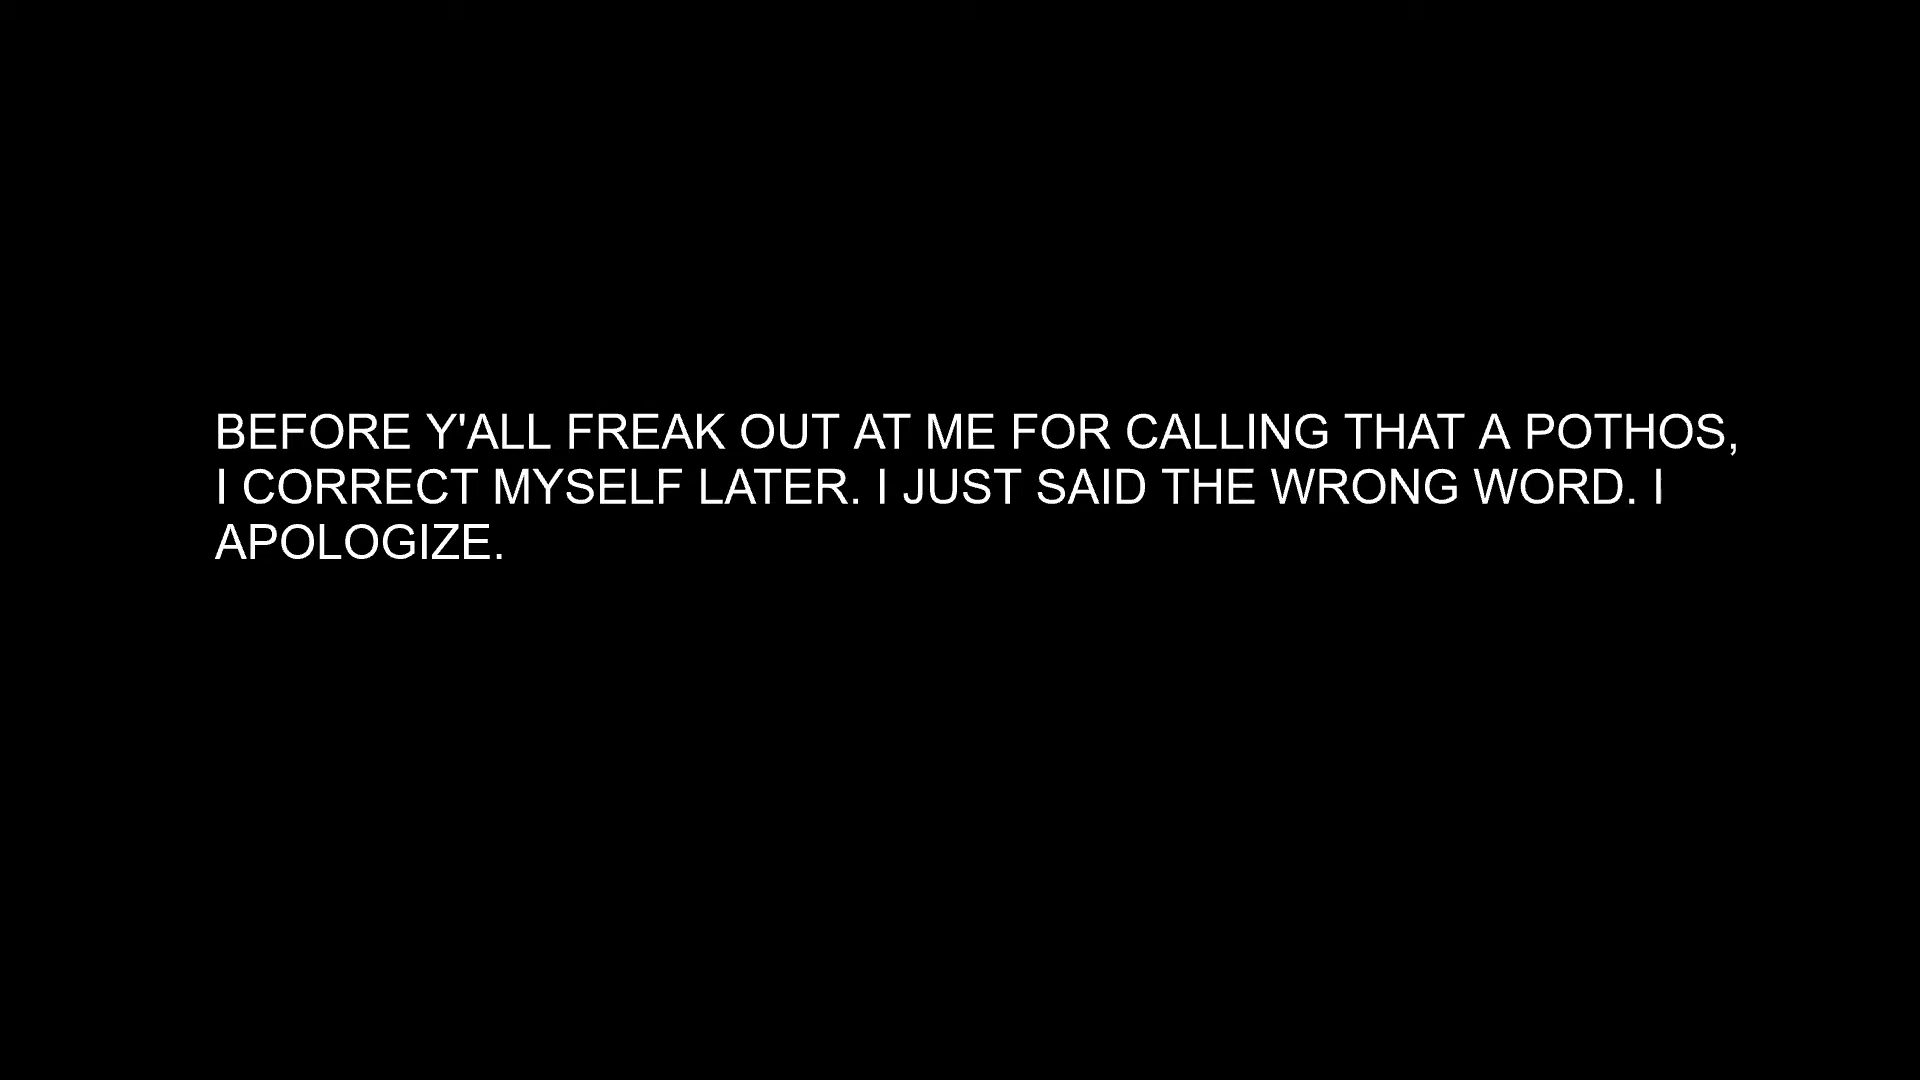 BEFORE Y'ALL FREAK OUT AT ME FOR CALLING THAT A POTHOS,
I CORRECT MYSELF LATER. I JUST SAID THE WRONG WORD. I
APOLOGIZE.